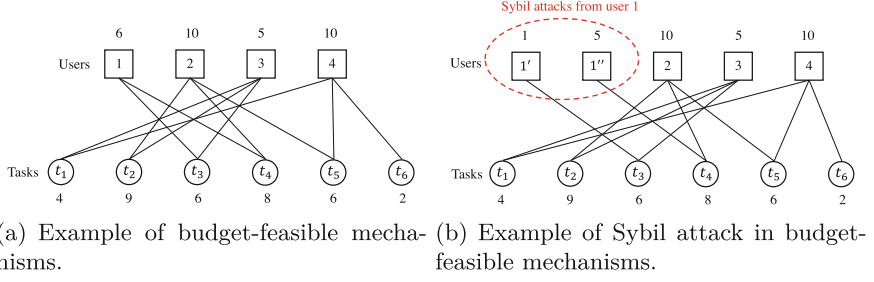 Sybil attacks from user 1
6 10 5 10
1 5 10 5 10
Users 1 2 3 4
Users 1′ 1′′ 2 3 4
Tasks t1 t2 t3 t4 t5 t6
Tasks t1 t2 t3 t4 t5 t6
4 9 6 8 6 2
4 9 6 8 6 2
(a) Example of budget-feasible mecha-
nisms.
(b) Example of Sybil attack in budget-
feasible mechanisms.